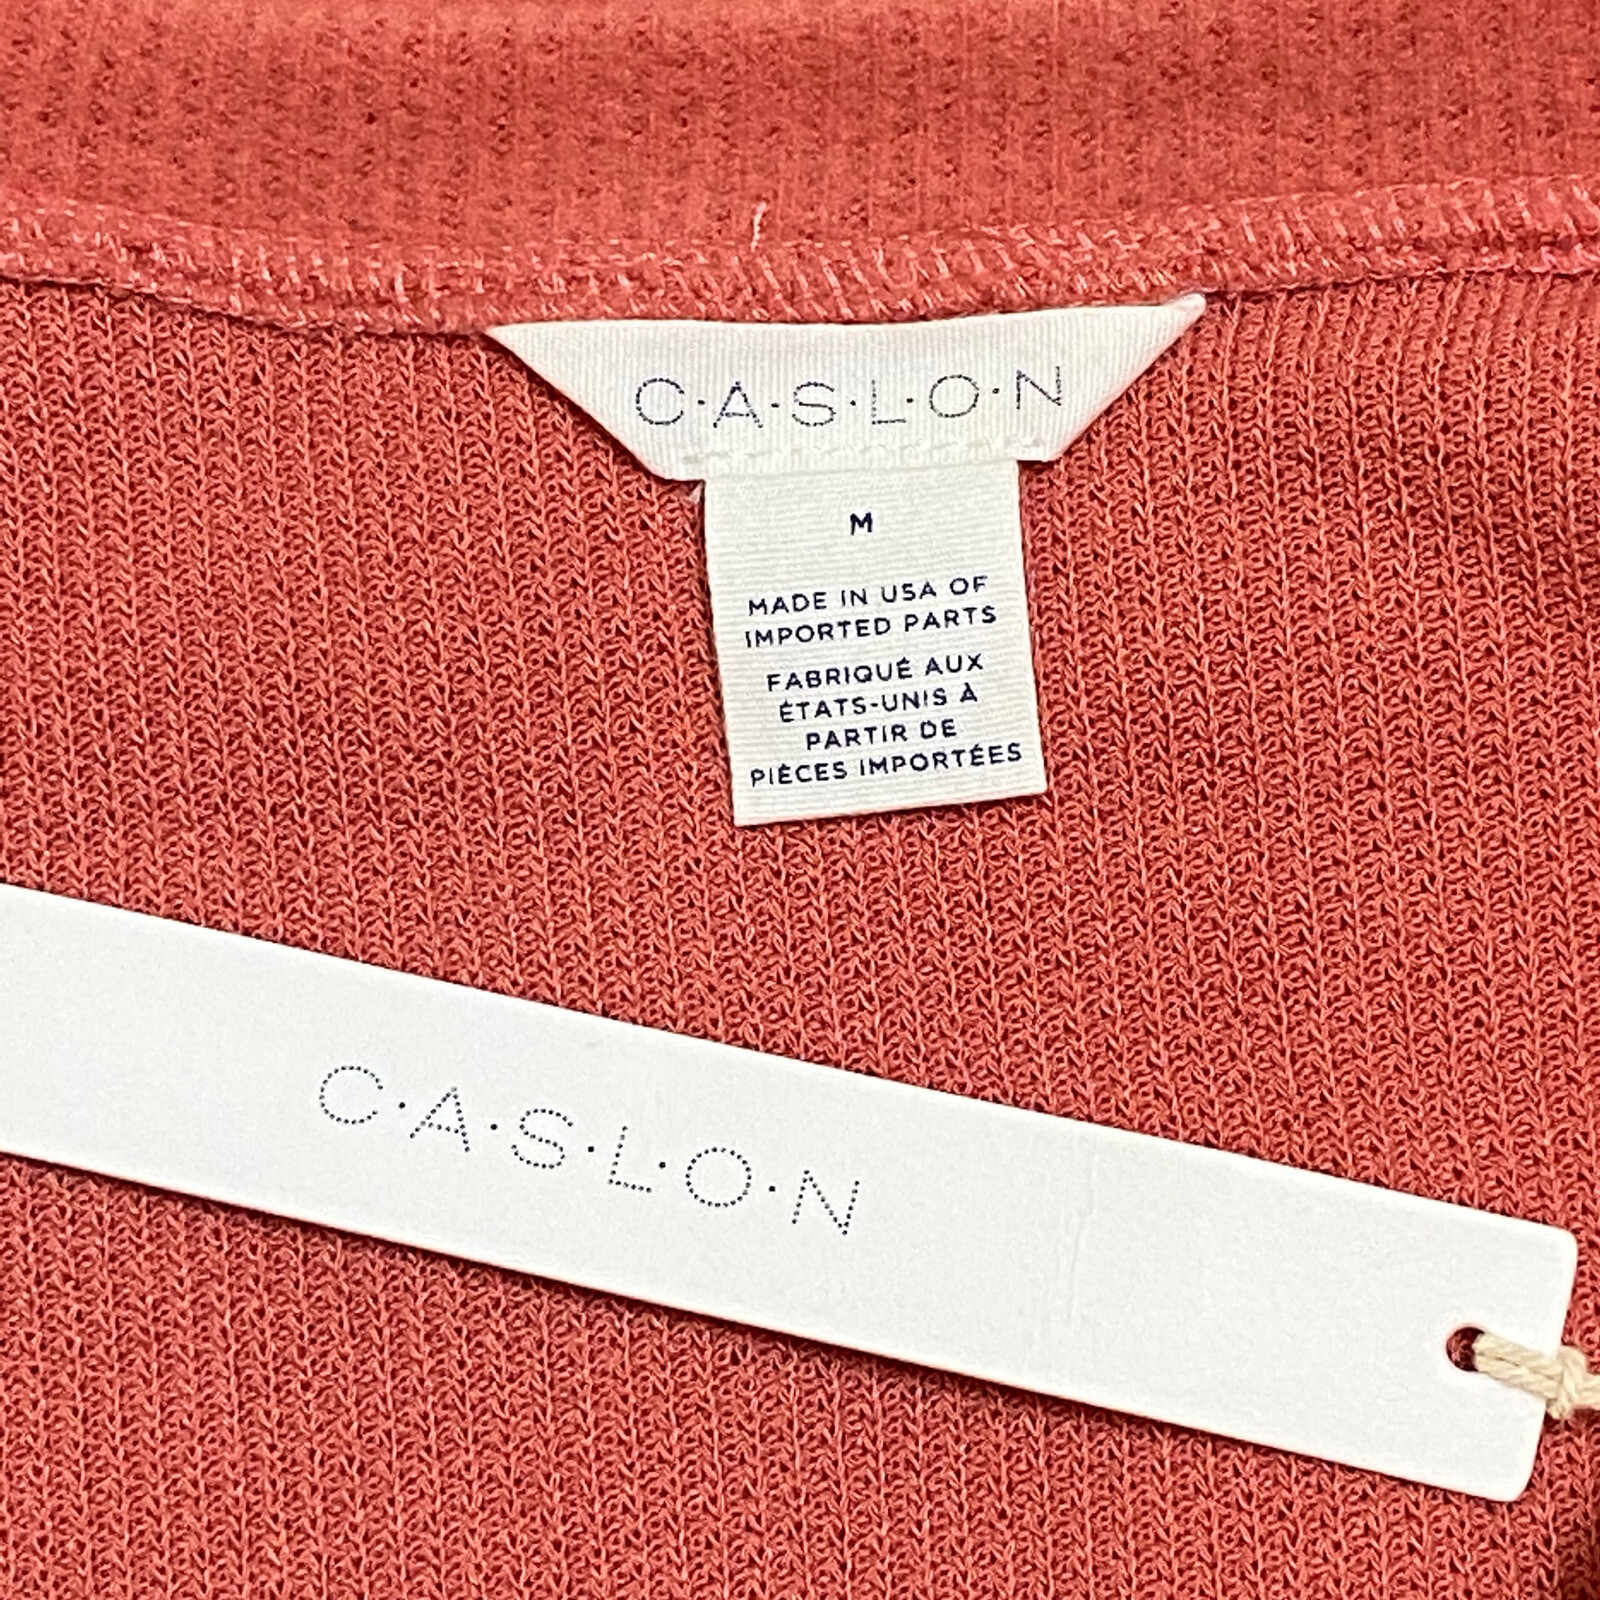 C·A·S·L·O·N
M
MADE IN USA OF
IMPORTED PARTS
FABRIQUÉ AUX
ÉTATS-UNIS À
PARTIR DE
PIÈCES IMPORTÉES
C·A·S·L·O·N